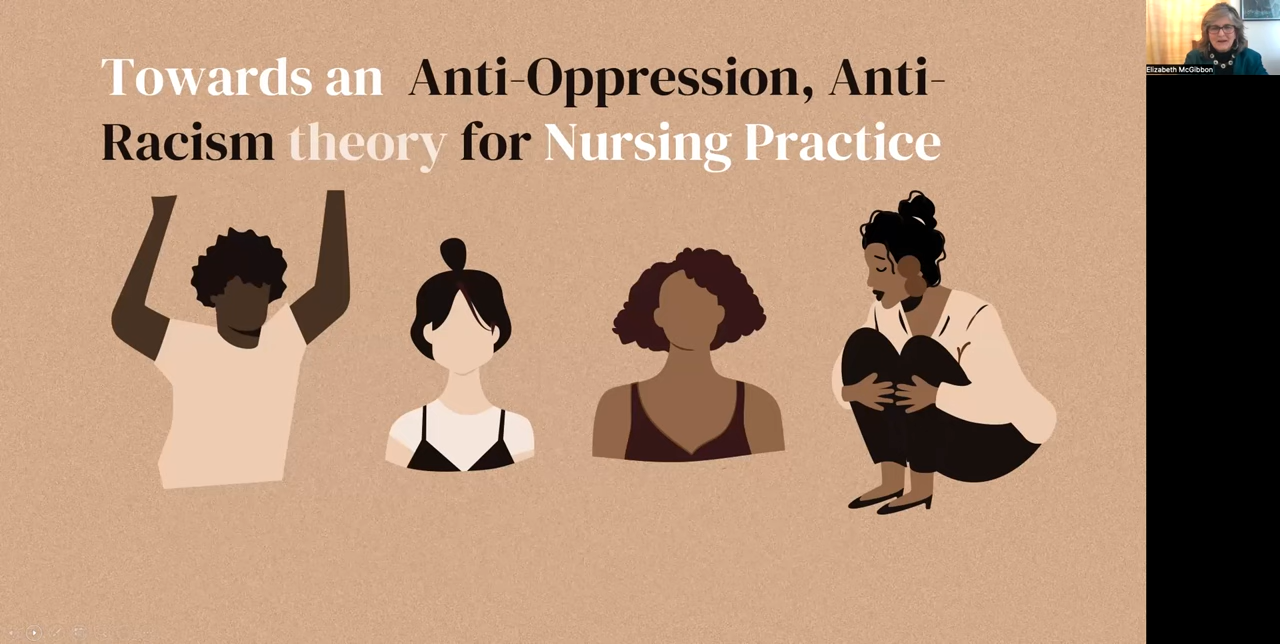 Towards an Anti-Oppression, Anti-
Racism theory for Nursing Practice
Elizabeth McGibbon